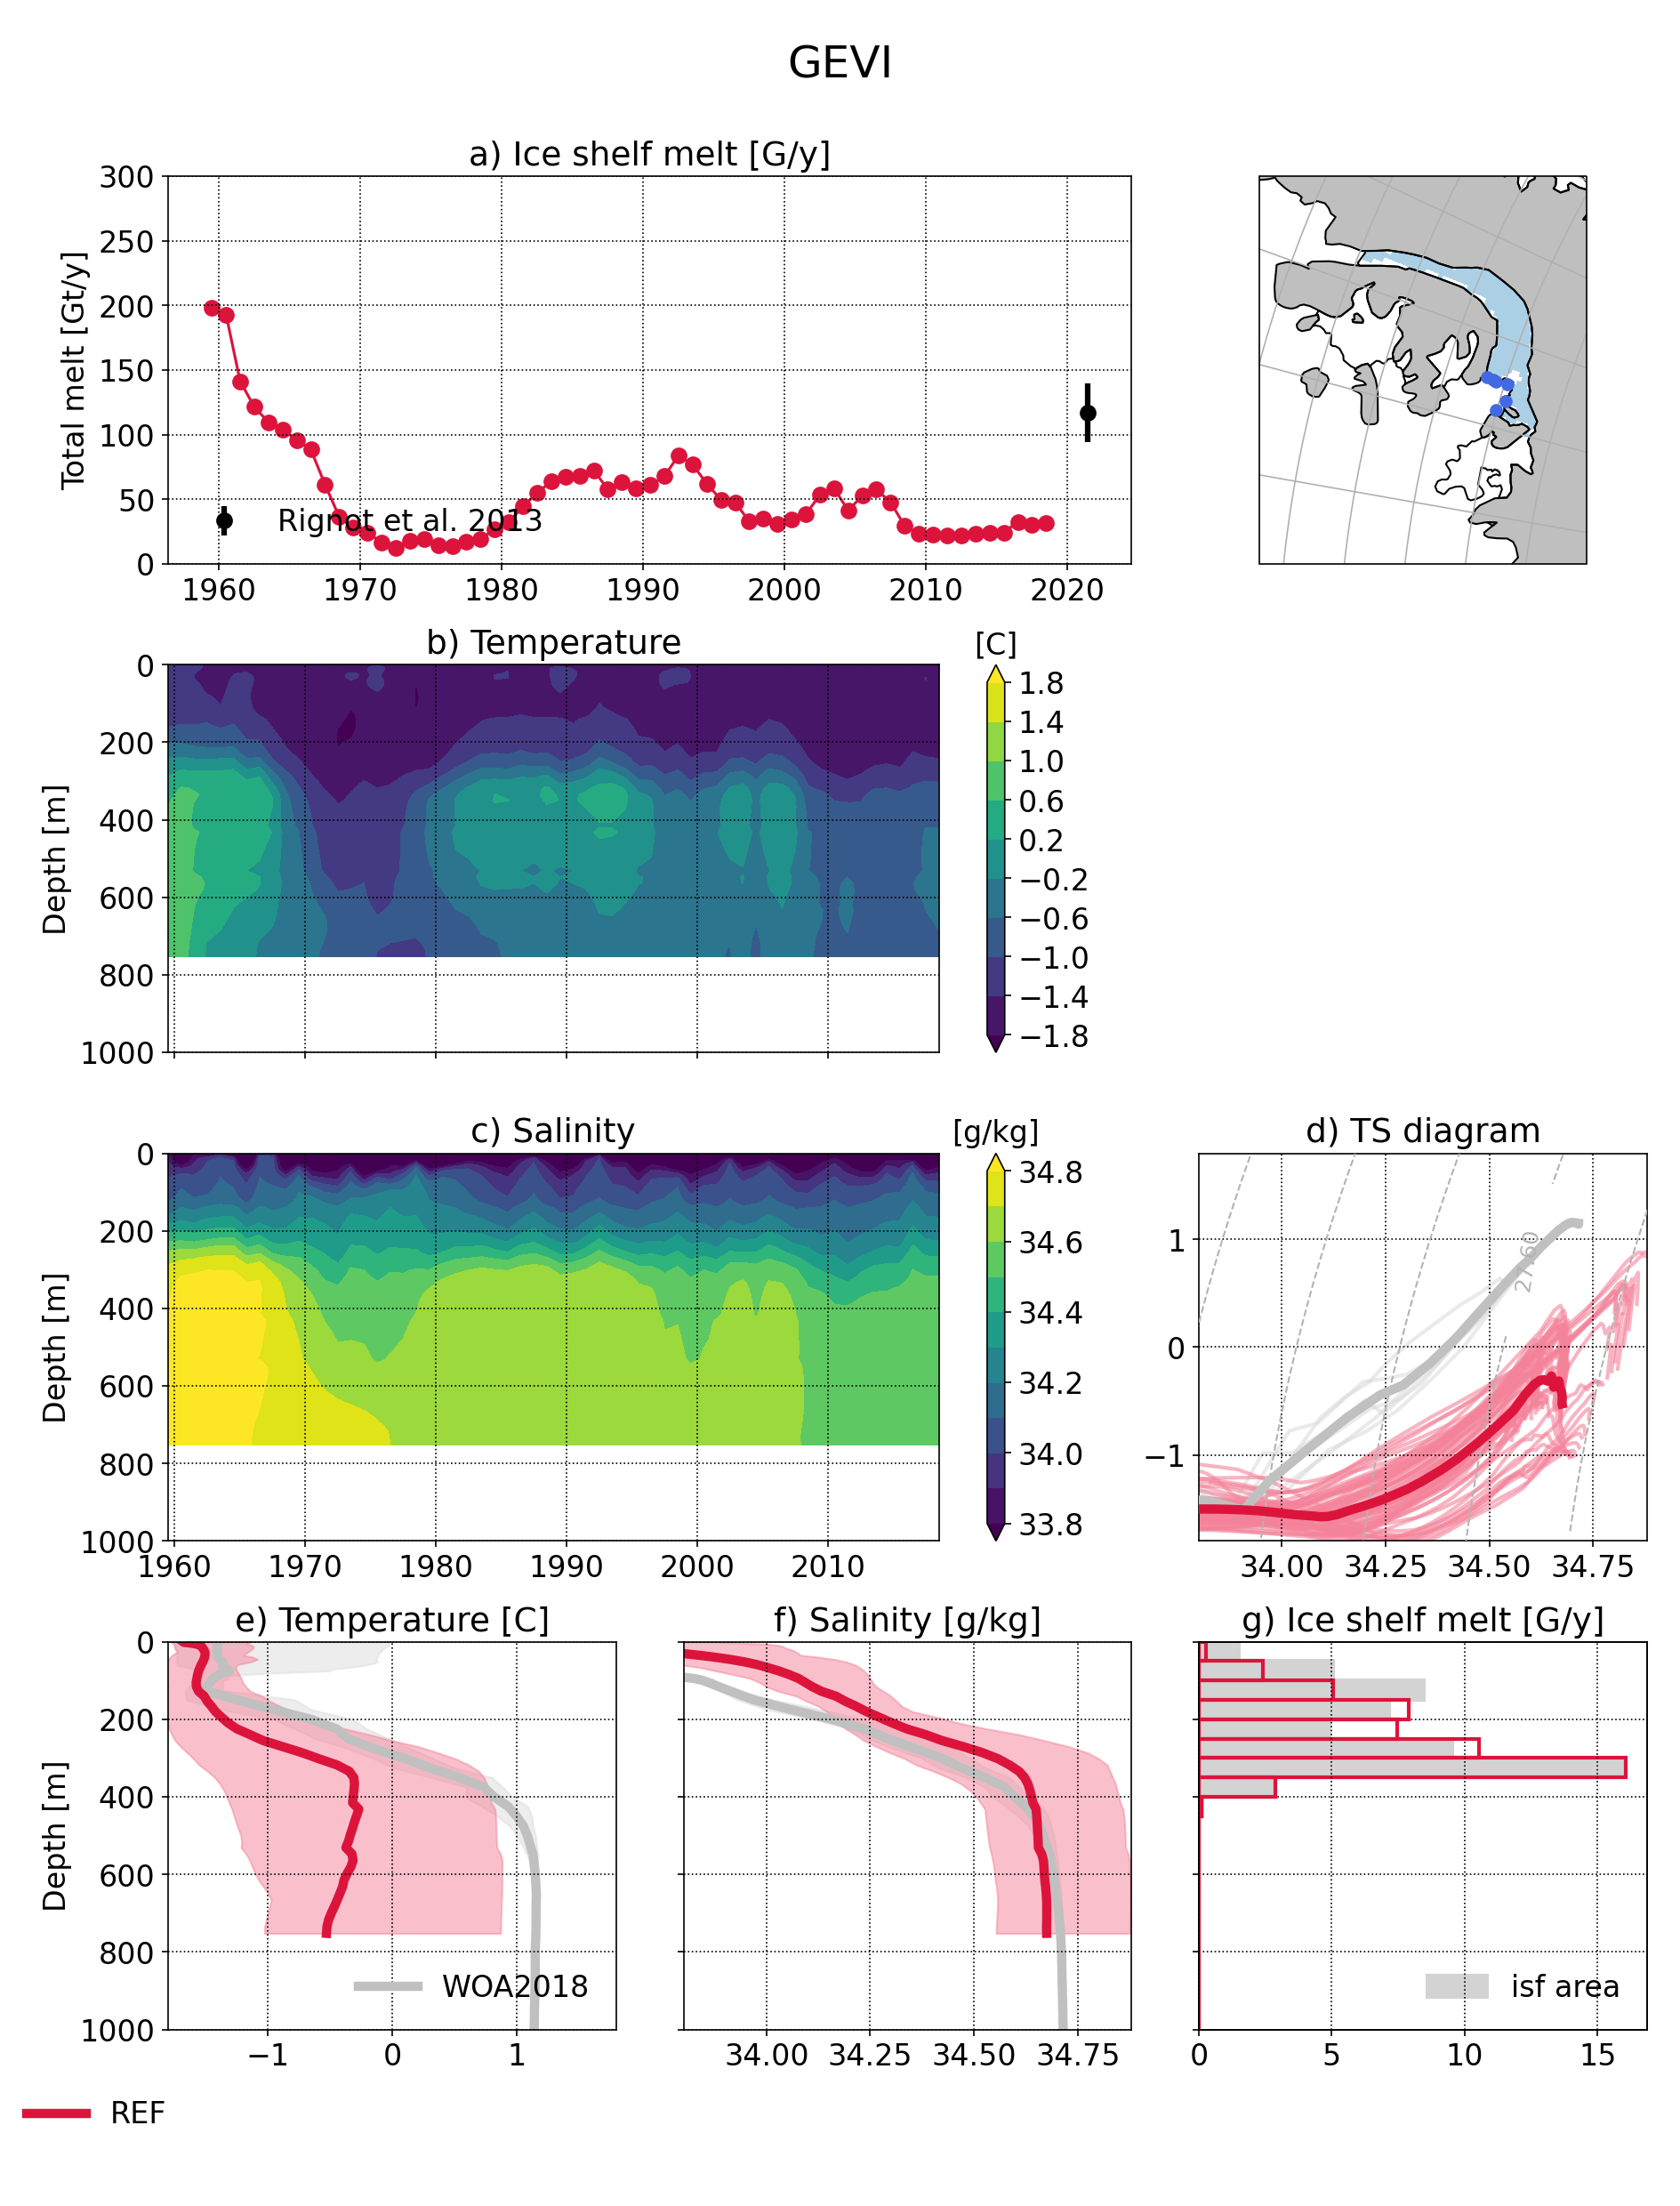 GEVI
a) Ice shelf melt [G/y]
Total melt [Gt/y]
300
250
200
150
100
50
0
Rignot et al. 2013
1960 1970 1980 1990 2000 2010 2020
b) Temperature
[C]
Depth [m]
0
200
400
600
800
1000
1.8
1.4
1.0
0.6
0.2
−0.2
−0.6
−1.0
−1.4
−1.8
c) Salinity
[g/kg]
Depth [m]
0
200
400
600
800
1000
1960 1970 1980 1990 2000 2010
34.8
34.6
34.4
34.2
34.0
33.8
d) TS diagram
1
0
−1
27.60
34.00 34.25 34.50 34.75
e) Temperature [C]
Depth [m]
0
200
400
600
800
1000
WOA2018
−1 0 1
f) Salinity [g/kg]
34.00 34.25 34.50 34.75
g) Ice shelf melt [G/y]
isf area
0 5 10 15
REF